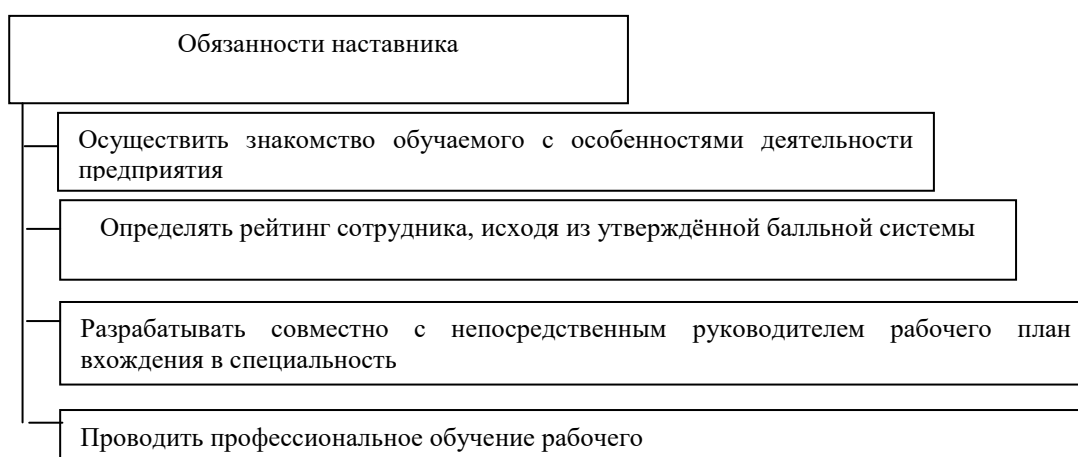 Обязанности наставника
Осуществить знакомство обучаемого с особенностями деятельности
предприятия
Определять рейтинг сотрудника, исходя из утверждённой балльной системы
Разрабатывать совместно с непосредственным руководителем рабочего план
вхождения в специальность
Проводить профессиональное обучение рабочего